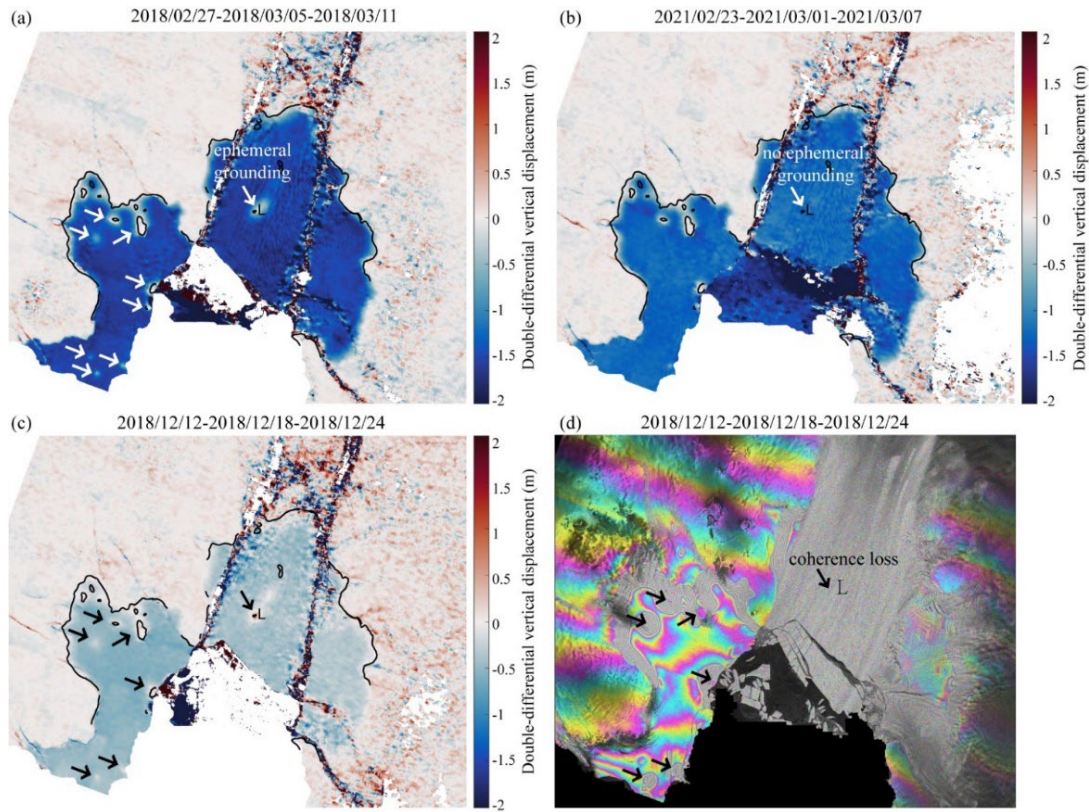 (a)
2018/02/27-2018/03/05-2018/03/11
ephemeral
grounding
L
2
1.5
1
0.5
0
-0.5
-1
-1.5
-2
Double-differential vertical displacement (m)
(b)
2021/02/23-2021/03/01-2021/03/07
no ephemeral
grounding
L
2
1.5
1
0.5
0
-0.5
-1
-1.5
-2
Double-differential vertical displacement (m)
(c)
2018/12/12-2018/12/18-2018/12/24
L
2
1.5
1
0.5
0
-0.5
-1
-1.5
-2
Double-differential vertical displacement (m)
(d)
2018/12/12-2018/12/18-2018/12/24
coherence loss
L